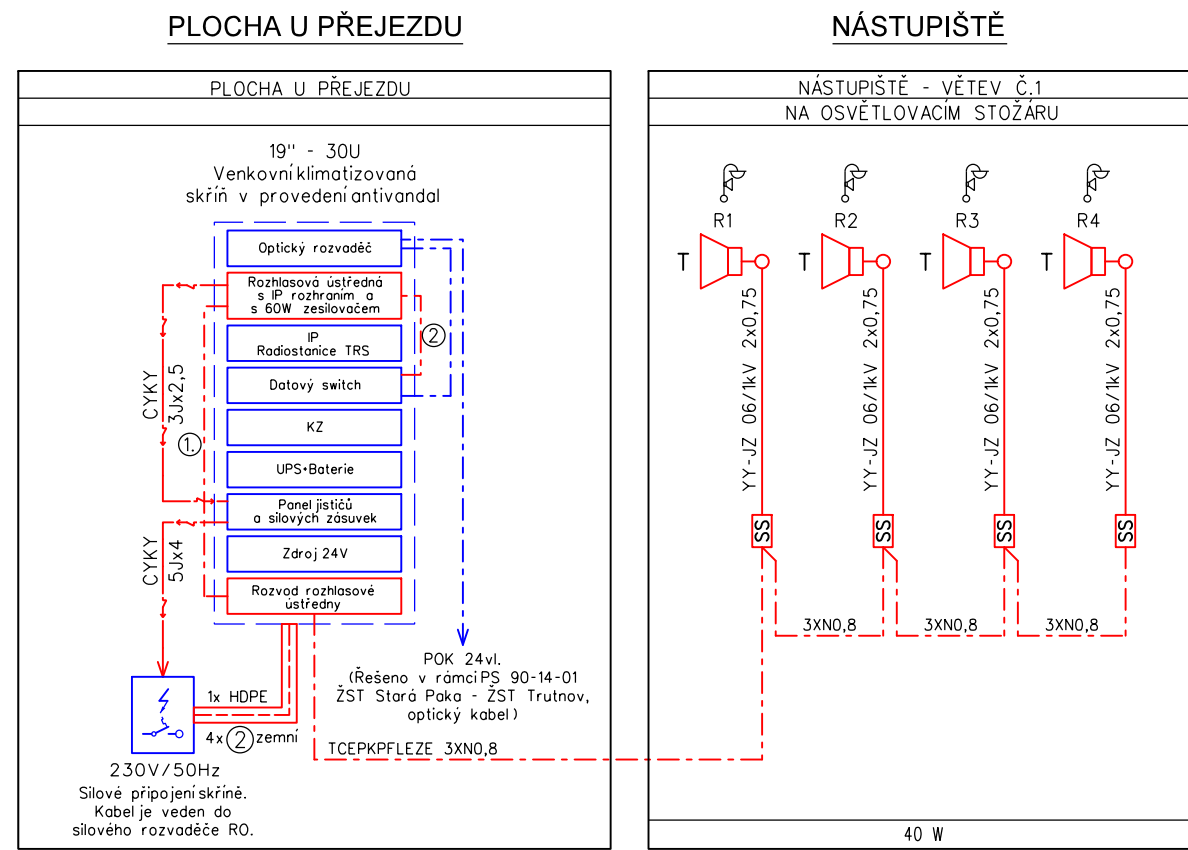 PLOCHA U PŘEJEZDU
NÁSTUPIŠTĚ
PLOCHA U PŘEJEZDU
19'' - 30U
Venkovní klimatizovaná
skříň v provedení antivandal
Optický rozvaděč
Rozhlasová ústředná
s IP rozhraním a
s 60W zesilovačem
IP
Radiostanice TRS
Datový switch
KZ
UPS+Baterie
Panel jističů
a silových zásuvek
Zdroj 24V
Rozvod rozhlasové
ústředny
CYKY
3Jx2,5
1.
2
CYKY
5Jx4
1x HDPE
4x 2 zemní
230V/50Hz
Silové připojení skříně.
Kabel je veden do
silového rozvaděče RO.
POK 24vl.
(Řešeno v rámci PS 90-14-01
ŽST Stará Paka - ŽST Trutnov,
optický kabel)
TCEPKPFLEZE 3XN0,8
NÁSTUPIŠTĚ - VĚTEV Č.1
NA OSVĚTLOVACÍM STOŽÁRU
R1
R2
R3
R4
T
T
T
T
YY-JZ 06/1kV 2x0,75
YY-JZ 06/1kV 2x0,75
YY-JZ 06/1kV 2x0,75
YY-JZ 06/1kV 2x0,75
SS
SS
SS
SS
3XN0,8
3XN0,8
3XN0,8
40 W